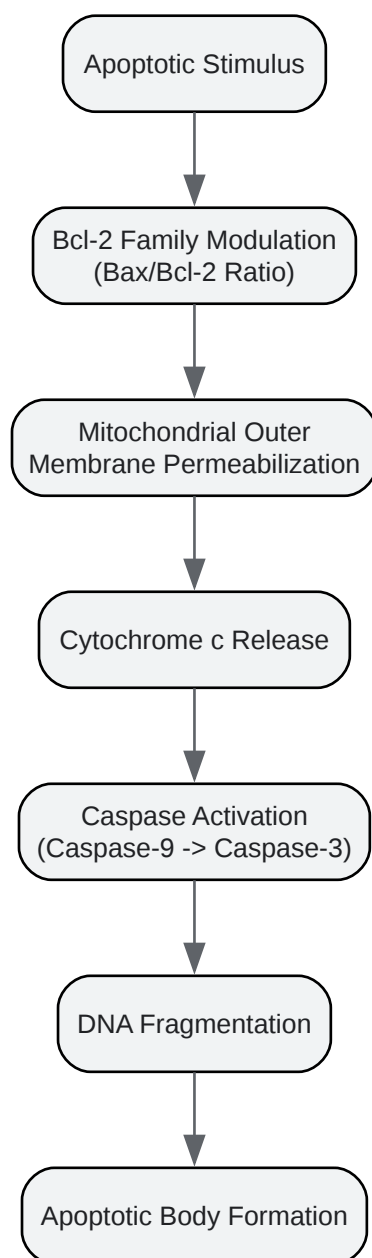 Apoptotic Stimulus
Bcl-2 Family Modulation
(Bax/Bcl-2 Ratio)
Mitochondrial Outer
Membrane Permeabilization
Cytochrome c Release
Caspase Activation
(Caspase-9 -> Caspase-3)
DNA Fragmentation
Apoptotic Body Formation